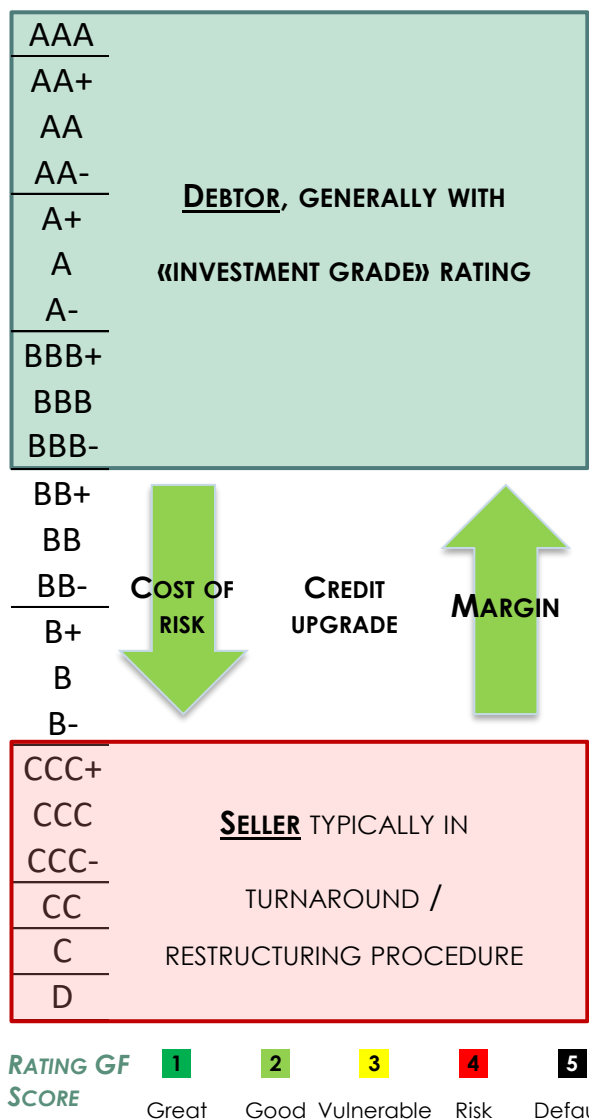 AAA
AA+
AA
AA-
A+
A
A-
BBB+
BBB
BBB-
DEBTOR, GENERALLY WITH
«INVESTMENT GRADE» RATING
BB+
BB
BB-
B+
B
B-
COST OF
RISK
CREDIT
UPGRADE
MARGIN
CCC+
CCC
CCC-
CC
C
D
SELLER TYPICALLY IN
TURNAROUND /
RESTRUCTURING PROCEDURE
RATING GF
SCORE
1 2 3 4 5
Great Good Vulnerable Risk Defau